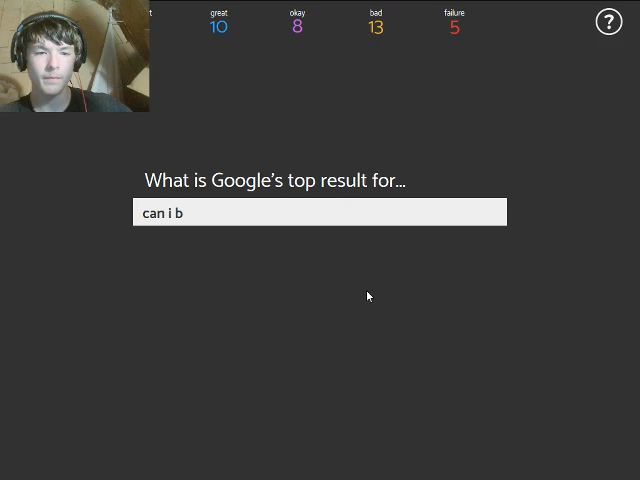 t great okay bad failure
10 8 13 5
?
What is Google's top result for...
can i b